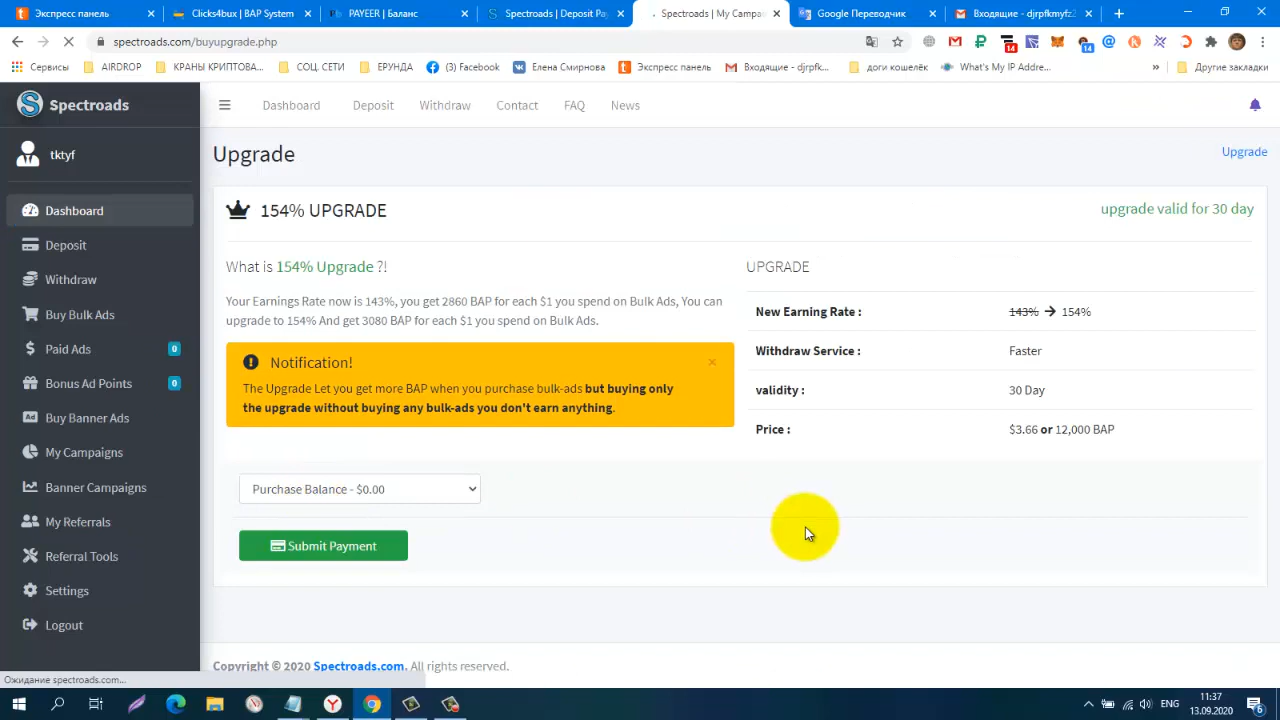 Экспресс панель
Clicks4bux | BAP System
PAYEER | Баланс
Spectroads | Deposit Pa
Spectroads | My Campa
Google Переводчик
Входящие - djrpfkmyfz2
spectroads.com/buyupgrade.php
14
14
Сервисы
AIRDROP
КРАНЫ КРИПТОВА...
СОЦ СЕТИ
ЕРУНДА
(3) Facebook
Елена Смирнова
Экспресс панель
Входящие - djrpfk...
доги кошелёк
What's My IP Addre...
»
Другие закладки
Spectroads
Dashboard
Deposit
Withdraw
Contact
FAQ
News
tktyf
Upgrade
Upgrade
Dashboard
Deposit
Withdraw
Buy Bulk Ads
Paid Ads 0
Bonus Ad Points 0
Buy Banner Ads
My Campaigns
Banner Campaigns
My Referrals
Referral Tools
Settings
Logout
154% UPGRADE
upgrade valid for 30 day
What is 154% Upgrade ?!
Your Earnings Rate now is 143%, you get 2860 BAP for each $1 you spend on Bulk Ads, You can
upgrade to 154% And get 3080 BAP for each $1 you spend on Bulk Ads.
Notification!
The Upgrade Let you get more BAP when you purchase bulk-ads but buying only
the upgrade without buying any bulk-ads you don't earn anything.
UPGRADE
New Earning Rate : 143% → 154%
Withdraw Service : Faster
validity : 30 Day
Price : $3.66 or 12,000 BAP
Purchase Balance - $0.00
Submit Payment
Copyright © 2020 Spectroads.com. All rights reserved.
Ожидание spectroads.com...
ENG
11:37
13.09.2020
6